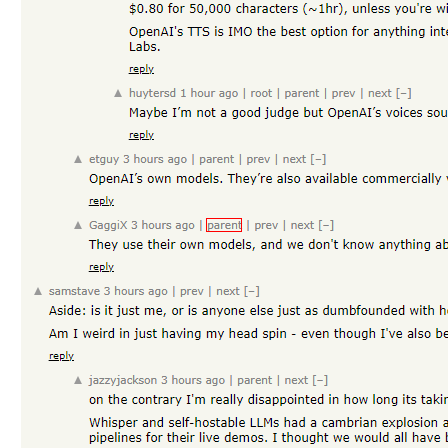 $0.80 for 50,000 characters (~1hr), unless you're
OpenAI's TTS is IMO the best option for anything
Labs.
reply
▲ huytersd 1 hour ago | root | parent | prev | next [–]
Maybe I'm not a good judge but OpenAI's voices
reply
▲ etguy 3 hours ago | parent | prev | next [–]
OpenAI's own models. They're also available commercially
reply
▲ GaggiX 3 hours ago | parent | prev | next [–]
They use their own models, and we don't know anything
reply
▲ samstave 3 hours ago | prev | next [–]
Aside: is it just me, or is anyone else just as dumbfounded with
Am I weird in just having my head spin - even though I've also
reply
▲ jazzyjackson 3 hours ago | parent | next [–]
on the contrary I'm really disappointed in how long its
Whisper and self-hostable LLMs had a cambrian explosion
pipelines for their live demos. I thought we would all have